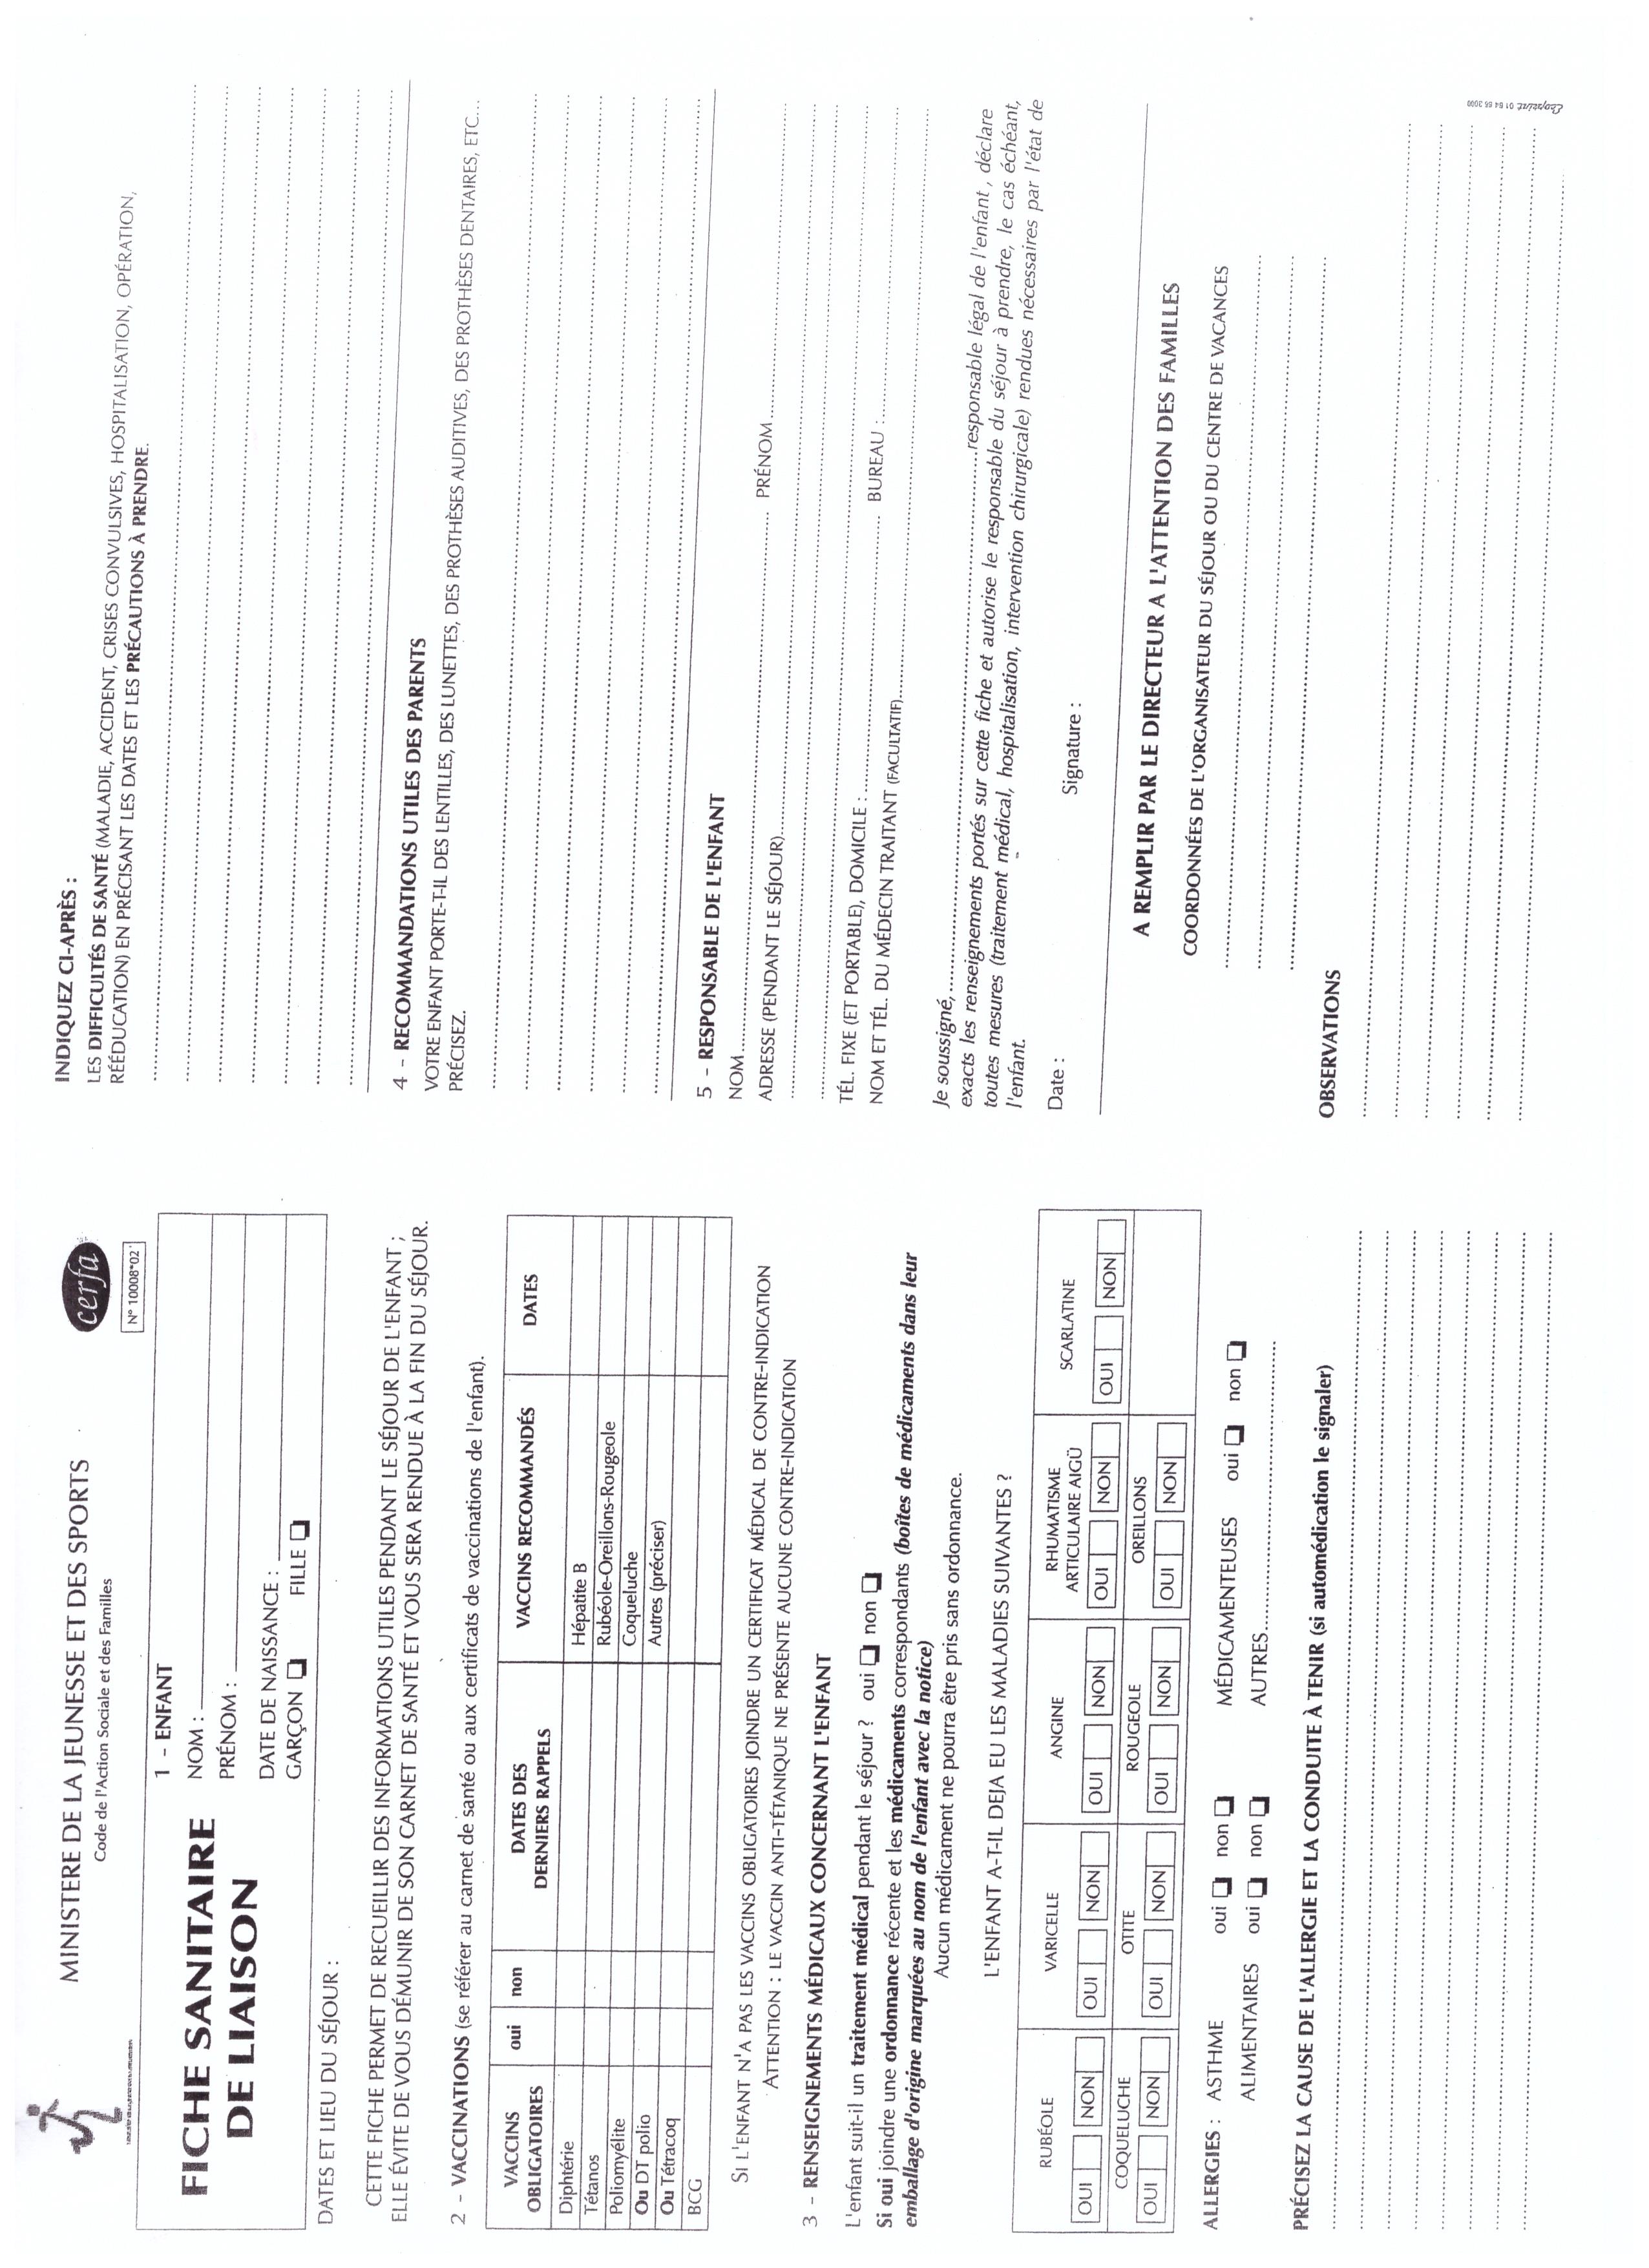 MINISTERE DE LA JEUNESSE ET DES SPORTS
Code de l'Action Sociale et des Familles
cerfa
N° 10008*02
FICHE SANITAIRE
DE LIAISON
1 - ENFANT
NOM :
PRÉNOM :
DATE DE NAISSANCE :
GARÇON FILLE
DATES ET LIEU DU SÉJOUR :
CETTE FICHE PERMET DE RECUEILLIR DES INFORMATIONS UTILES PENDANT LE SÉJOUR DE L'ENFANT ;
ELLE ÉVITE DE VOUS DÉMUNIR DE SON CARNET DE SANTÉ ET VOUS SERA RENDUE À LA FIN DU SÉJOUR.
2 - VACCINATIONS (se référer au carnet de santé ou aux certificats de vaccinations de l'enfant).
VACCINS OBLIGATOIRES oui non DATES DES DERNIERS RAPPELS VACCINS RECOMMANDÉS DATES
Diphtérie Hépatite B
Tétanos Rubéole-Oreillons-Rougeole
Poliomyélite Coqueluche
Ou DT polio Autres (préciser)
Ou Tétracoq
BCG
SI L'ENFANT N'A PAS LES VACCINS OBLIGATOIRES JOINDRE UN CERTIFICAT MÉDICAL DE CONTRE-INDICATION
ATTENTION : LE VACCIN ANTI-TÉTANIQUE NE PRÉSENTE AUCUNE CONTRE-INDICATION
3 - RENSEIGNEMENTS MÉDICAUX CONCERNANT L'ENFANT
L'enfant suit-il un traitement médical pendant le séjour ? oui non
Si oui joindre une ordonnance récente et les médicaments correspondants (boîtes de médicaments dans leur
emballage d'origine marquées au nom de l'enfant avec la notice)
Aucun médicament ne pourra être pris sans ordonnance.
L'ENFANT A-T-IL DEJA EU LES MALADIES SUIVANTES ?
RUBÉOLE VARICELLE ANGINE RHUMATISME ARTICULAIRE AIGÜ SCARLATINE
OUI NON OUI NON OUI NON OUI NON OUI NON
COQUELUCHE OTITE ROUGEOLE OREILLONS
OUI NON OUI NON OUI NON OUI NON
ALLERGIES : ASTHME oui non MÉDICAMENTEUSES oui non
ALIMENTAIRES oui non AUTRES
PRÉCISEZ LA CAUSE DE L'ALLERGIE ET LA CONDUITE À TENIR (si automédication le signaler)
INDIQUEZ CI-APRÈS :
LES DIFFICULTÉS DE SANTÉ (MALADIE, ACCIDENT, CRISES CONVULSIVES, HOSPITALISATION, OPÉRATION,
RÉÉDUCATION) EN PRÉCISANT LES DATES ET LES PRÉCAUTIONS À PRENDRE.
4 - RECOMMANDATIONS UTILES DES PARENTS
VOTRE ENFANT PORTE-T-IL DES LENTILLES, DES LUNETTES, DES PROTHÈSES AUDITIVES, DES PROTHÈSES DENTAIRES, ETC...
PRÉCISEZ.
5 - RESPONSABLE DE L'ENFANT
NOM PRÉNOM
ADRESSE (PENDANT LE SÉJOUR)
TÉL. FIXE (ET PORTABLE), DOMICILE : BUREAU :
NOM ET TÉL. DU MÉDECIN TRAITANT (FACULTATIF)
Je soussigné, responsable légal de l'enfant, déclare
exacts les renseignements portés sur cette fiche et autorise le responsable du séjour à prendre, le cas échéant,
toutes mesures (traitement médical, hospitalisation, intervention chirurgicale) rendues nécessaires par l'état de
l'enfant.
Date : Signature :
A REMPLIR PAR LE DIRECTEUR A L'ATTENTION DES FAMILLES
COORDONNÉES DE L'ORGANISATEUR DU SÉJOUR OU DU CENTRE DE VACANCES
OBSERVATIONS